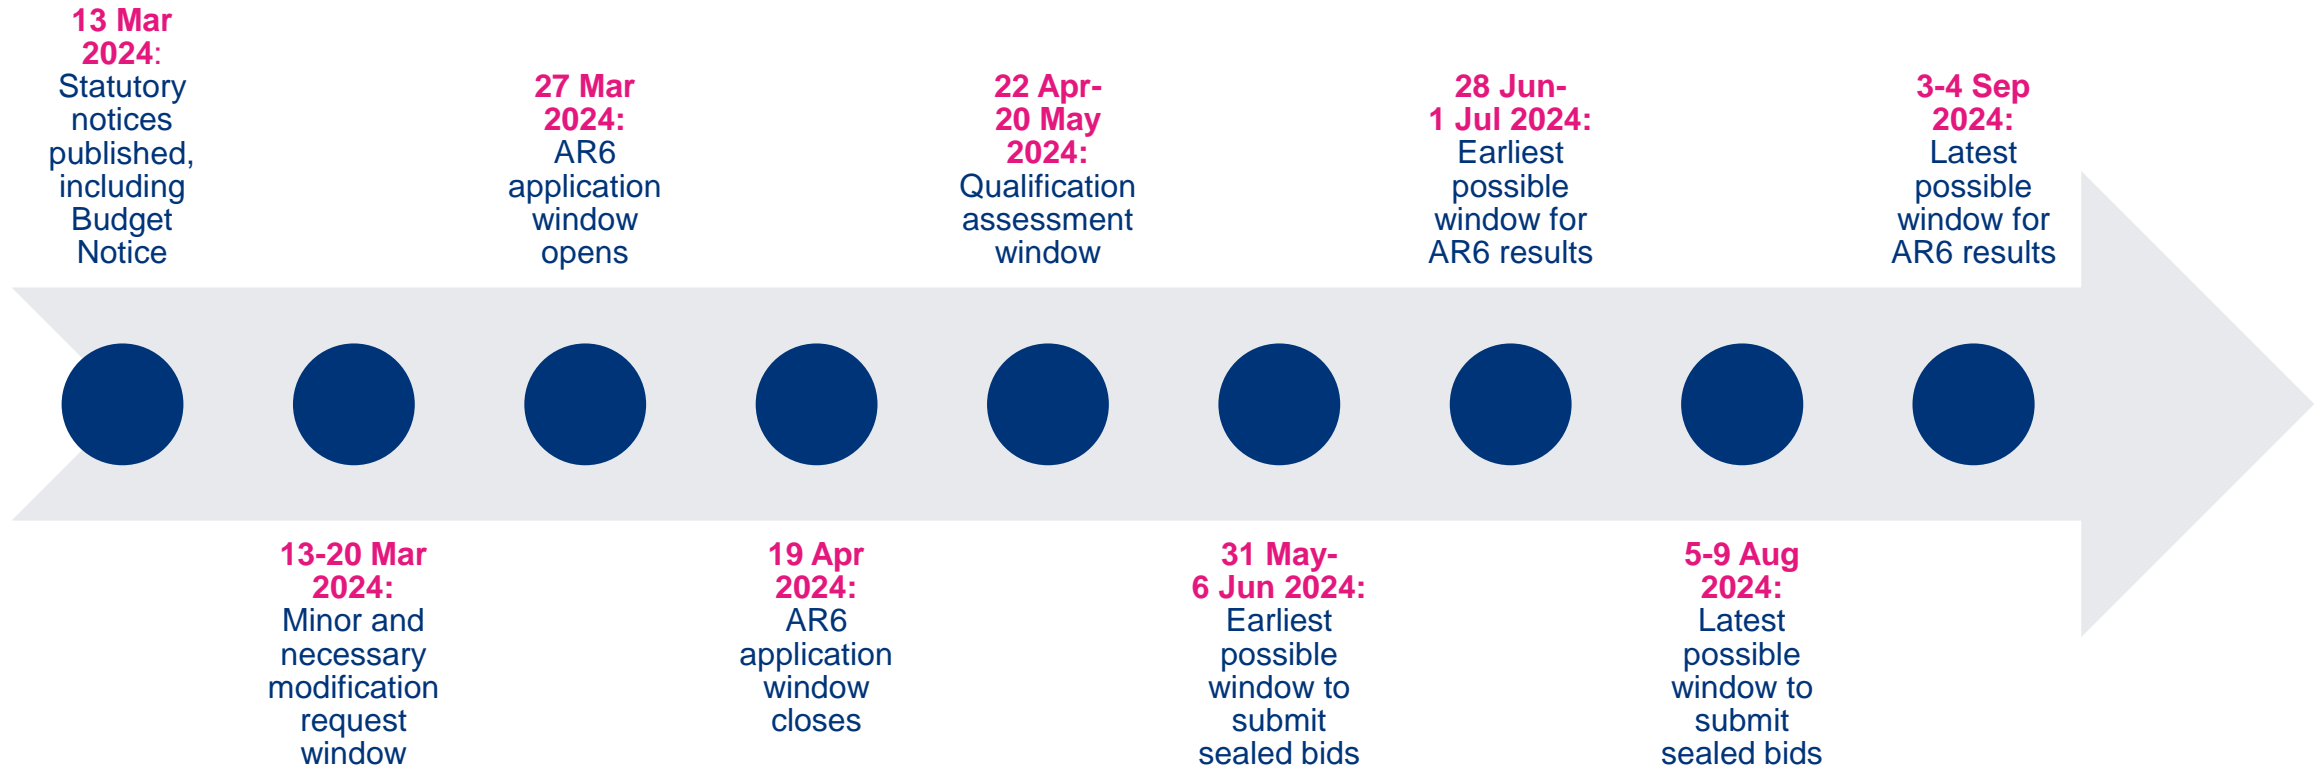 13 Mar
2024:
Statutory
notices
published,
including
Budget
Notice
13-20 Mar
2024:
Minor and
necessary
modification
request
window
27 Mar
2024:
AR6
application
window
opens
19 Apr
2024:
AR6
application
window
closes
22 Apr-
20 May
2024:
Qualification
assessment
window
31 May-
6 Jun 2024:
Earliest
possible
window to
submit
sealed bids
28 Jun-
1 Jul 2024:
Earliest
possible
window for
AR6 results
5-9 Aug
2024:
Latest
possible
window to
submit
sealed bids
3-4 Sep
2024:
Latest
possible
window for
AR6 results